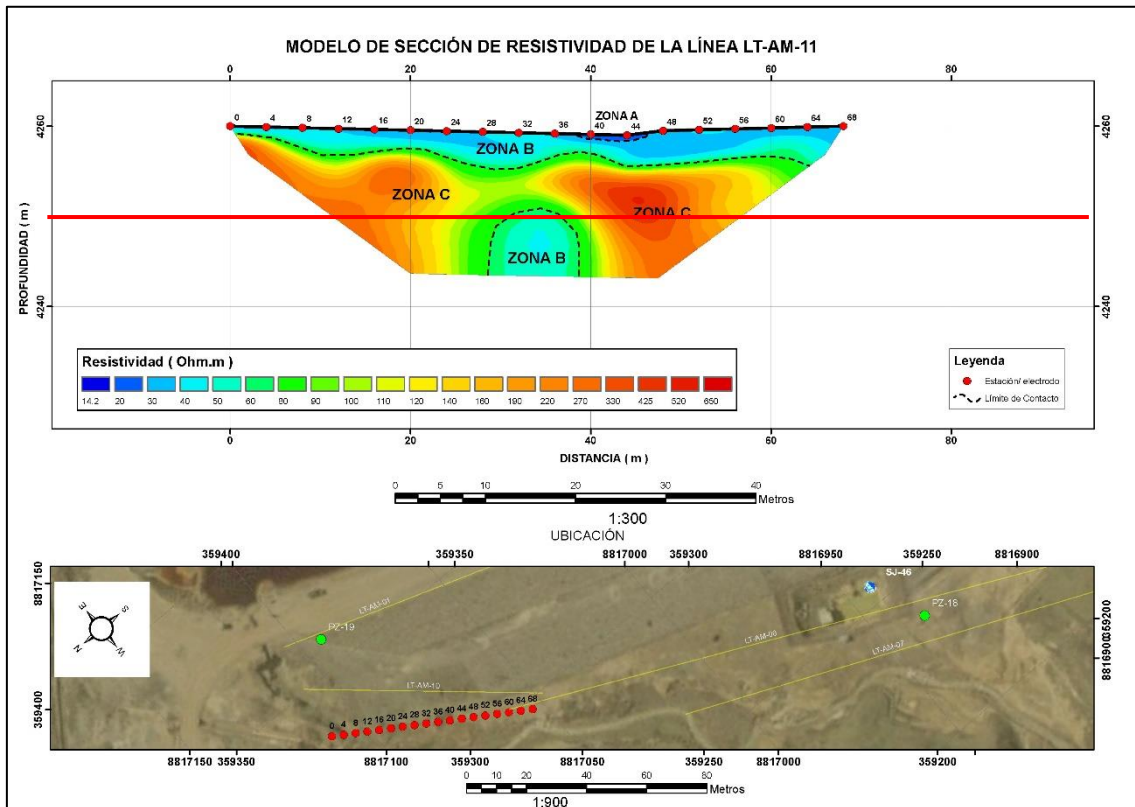 MODELO DE SECCIÓN DE RESISTIVIDAD DE LA LÍNEA LT-AM-11
0 20 40 60 80
4260
4240
PROFUNDIDAD ( m )
0 4 8 12 16 20 24 28 32 36 40 44 48 52 56 60 64 68
ZONA A
ZONA B
ZONA C
ZONA C
ZONA B
4260
4240
Resistividad ( Ohm.m )
14.2 20 30 40 50 60 80 90 100 110 120 140 160 190 220 270 330 425 520 650
Leyenda
Estación/ electrodo
Límite de Contacto
0 20 40 60 80
DISTANCIA ( m )
0 5 10 20 30 40
Metros
1:300
UBICACIÓN
359400 359350 8817000 359300 8816950 359250 8816900
8817150
359400
E S
N W
LT-AM-01
PZ-19
LT-AM-10
SJ-46
PZ-18
LT-AM-07
359200
8816900
0 4 8 12 16 20 24 28 32 36 40 44 48 52 56 60 64 68
8817150 359350 8817100 359300 8817050 359250 8817000 359200
0 10 20 40 60 80
Metros
1:900